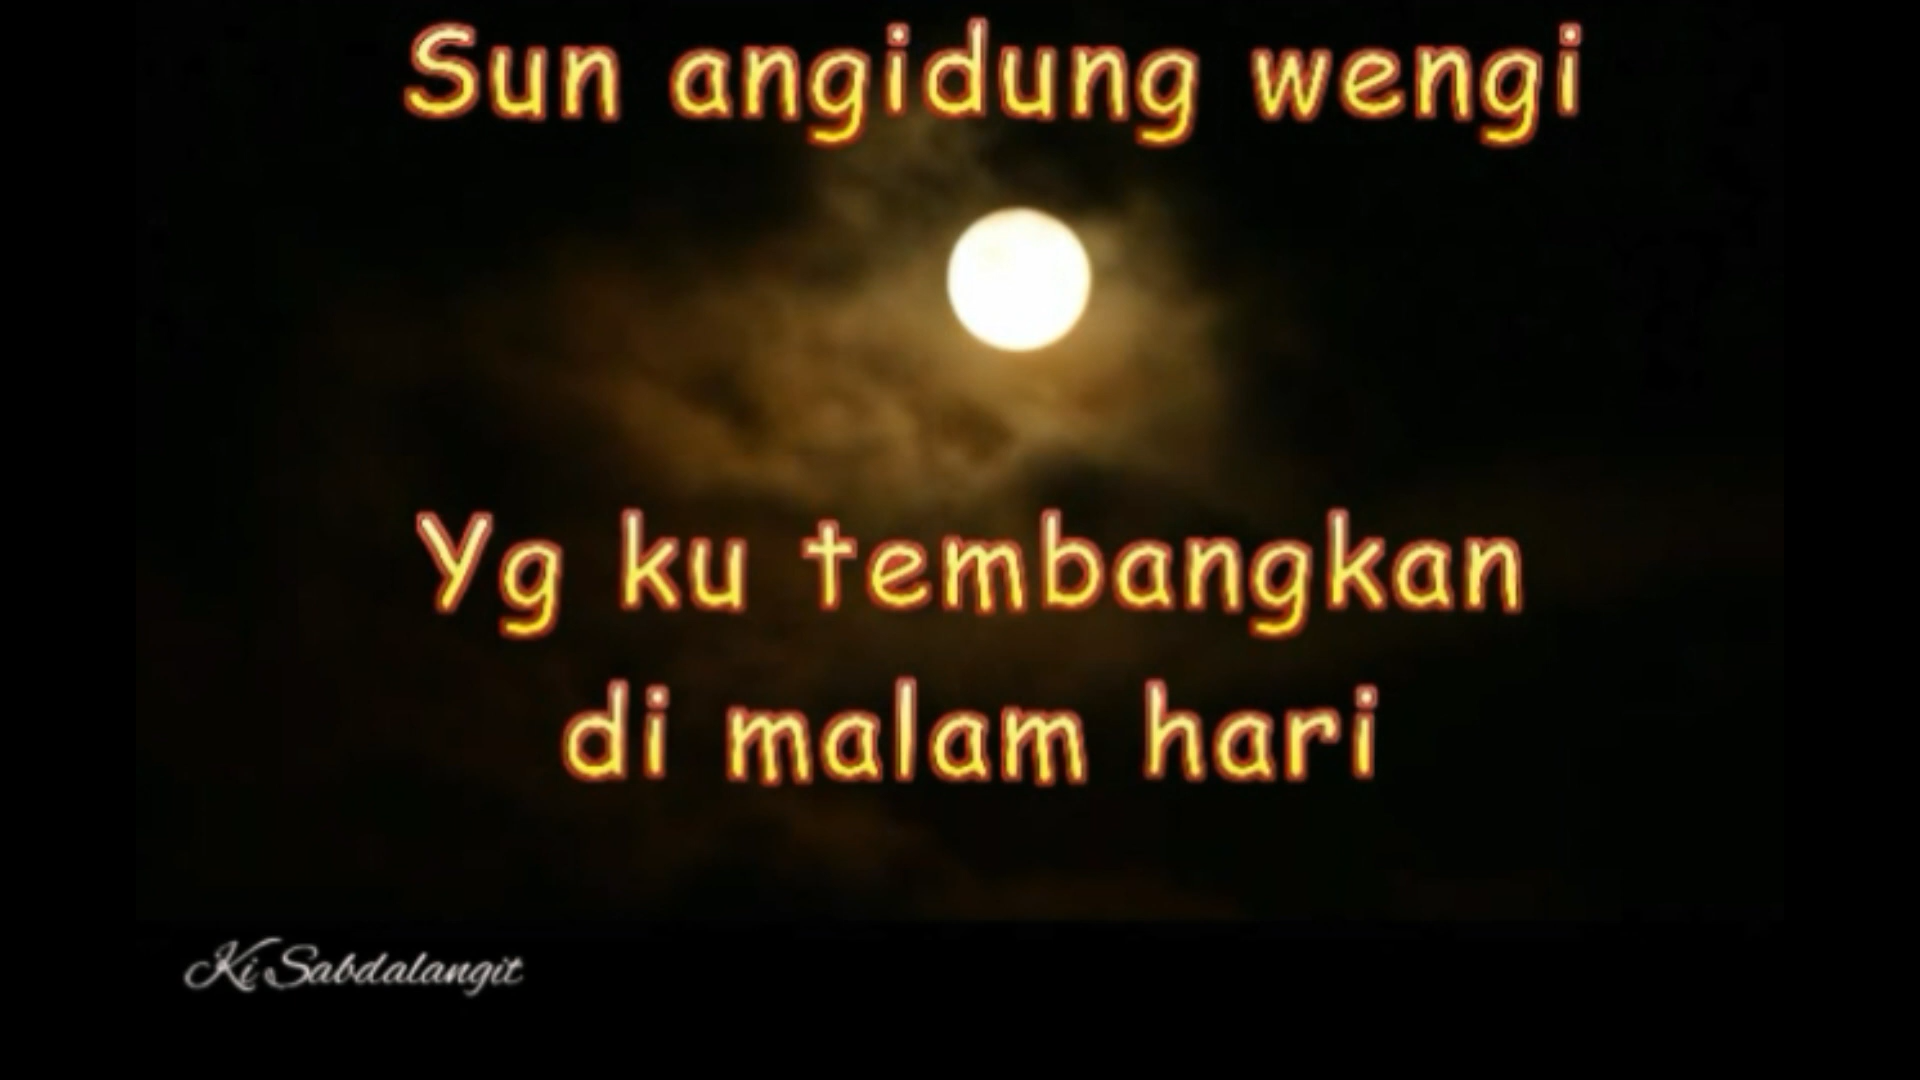 Sun angidung wengi
Yg ku tembangkan
di malam hari
Ki Sabdalangit